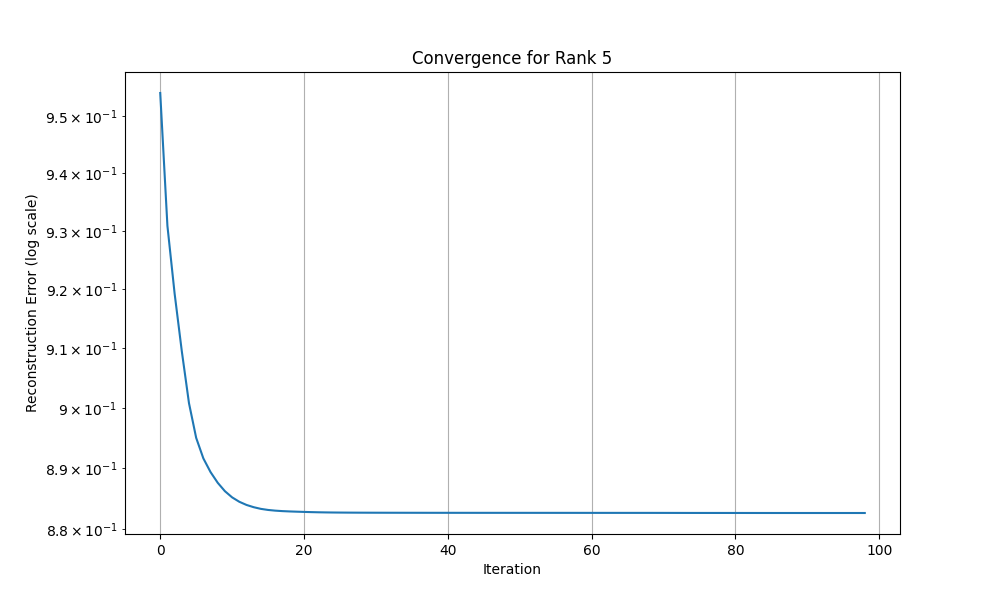 Convergence for Rank 5
Reconstruction Error (log scale)
9.5 × 10⁻¹
9.4 × 10⁻¹
9.3 × 10⁻¹
9.2 × 10⁻¹
9.1 × 10⁻¹
9 × 10⁻¹
8.9 × 10⁻¹
8.8 × 10⁻¹
0 20 40 60 80 100
Iteration